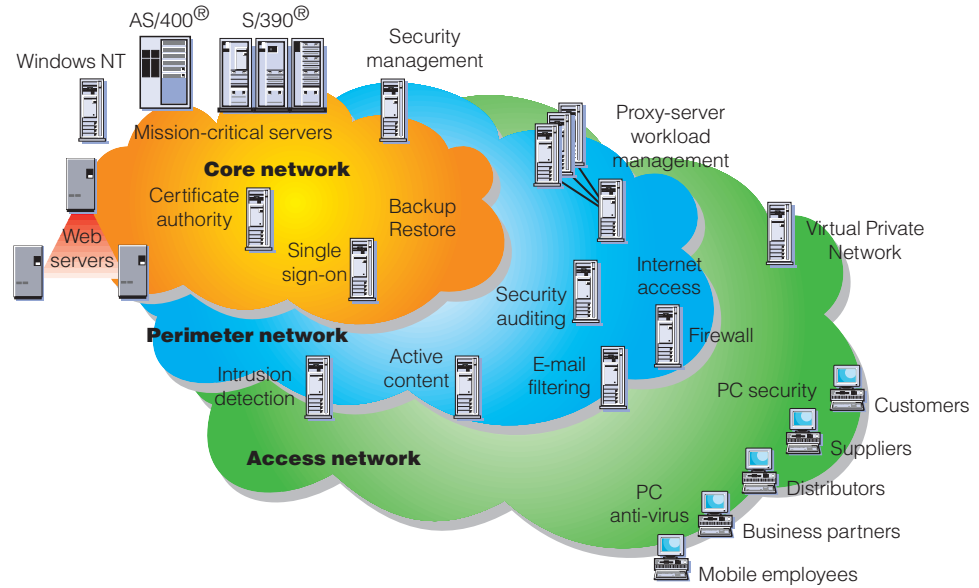 AS/400®
S/390®
Windows NT
Security
management
Mission-critical servers
Proxy-server
workload
management
Core network
Certificate
authority
Backup
Restore
Single
sign-on
Web
servers
Virtual Private
Network
Internet
access
Security
auditing
Perimeter network
Firewall
Intrusion
detection
Active
content
E-mail
filtering
PC security
Customers
Suppliers
Access network
Distributors
PC
anti-virus
Business partners
Mobile employees